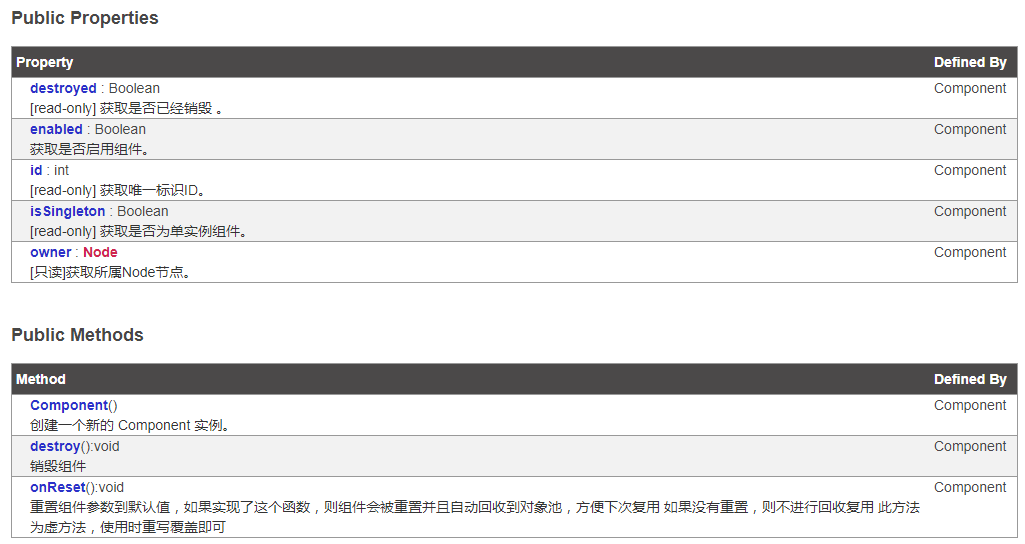 Public Properties
Property Defined By
destroyed : Boolean Component
[read-only] 获取是否已经销毁 。
enabled : Boolean Component
获取是否启用组件。
id : int Component
[read-only] 获取唯一标识ID。
isSingleton : Boolean Component
[read-only] 获取是否为单实例组件。
owner : Node Component
[只读]获取所属Node节点。
Public Methods
Method Defined By
Component() Component
创建一个新的 Component 实例。
destroy():void Component
销毁组件
onReset():void Component
重置组件参数到默认值，如果实现了这个函数，则组件会被重置并且自动回收到对象池，方便下次复用 如果没有重置，则不进行回收复用 此方法
为虚方法，使用时重写覆盖即可